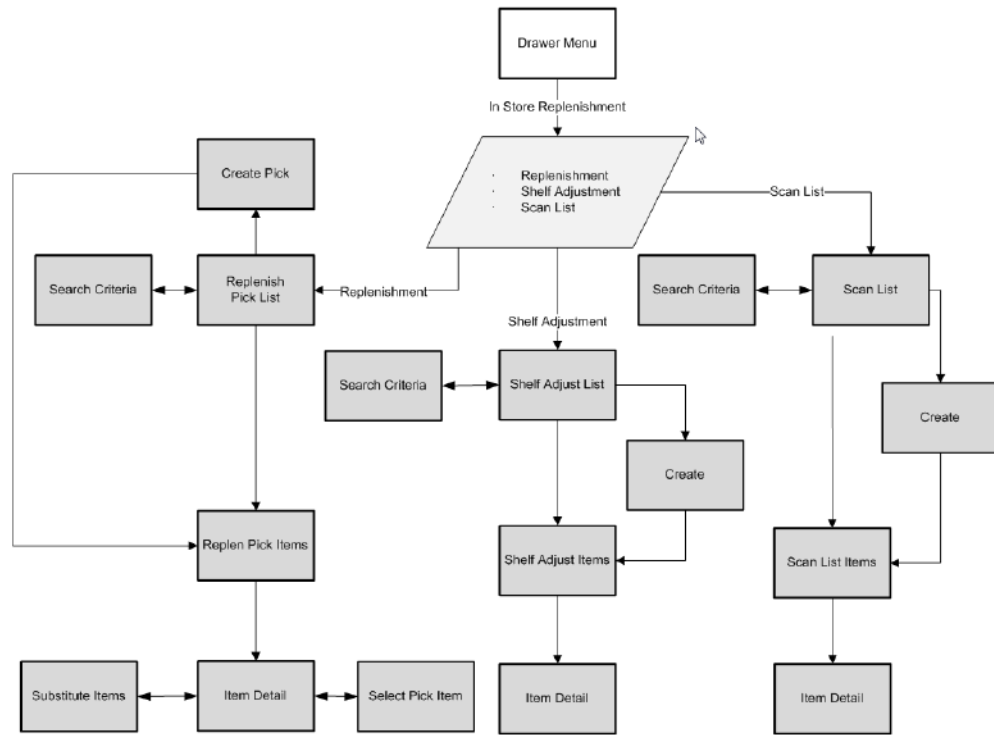 Drawer Menu
In Store Replenishment
· Replenishment
· Shelf Adjustment
· Scan List
Scan List
Create Pick
Search Criteria
Replenish
Pick List
Replenishment
Search Criteria
Scan List
Shelf Adjustment
Search Criteria
Shelf Adjust List
Create
Create
Replen Pick Items
Shelf Adjust Items
Scan List Items
Substitute Items
Item Detail
Select Pick Item
Item Detail
Item Detail